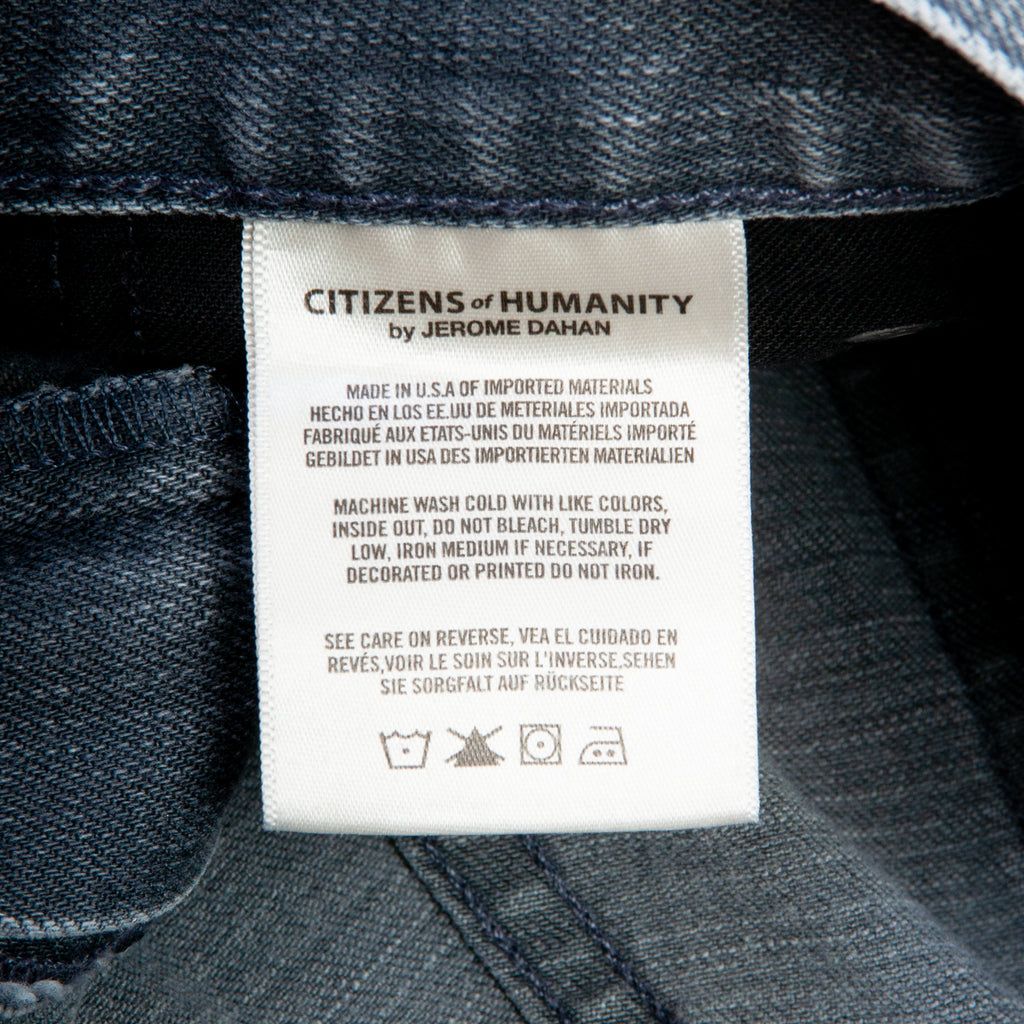 CITIZENS of HUMANITY
by JEROME DAHAN
MADE IN U.S.A OF IMPORTED MATERIALS
HECHO EN LOS EE.UU DE METERIALES IMPORTADA
FABRIQUÉ AUX ETATS-UNIS DU MATÉRIELS IMPORTÉ
GEBILDET IN USA DES IMPORTIERTEN MATERIALIEN
MACHINE WASH COLD WITH LIKE COLORS,
INSIDE OUT, DO NOT BLEACH, TUMBLE DRY
LOW, IRON MEDIUM IF NECESSARY, IF
DECORATED OR PRINTED DO NOT IRON.
SEE CARE ON REVERSE, VEA EL CUIDADO EN
REVÉS,VOIR LE SOIN SUR L'INVERSE,SEHEN
SIE SORGFALT AUF RÜCKSEITE